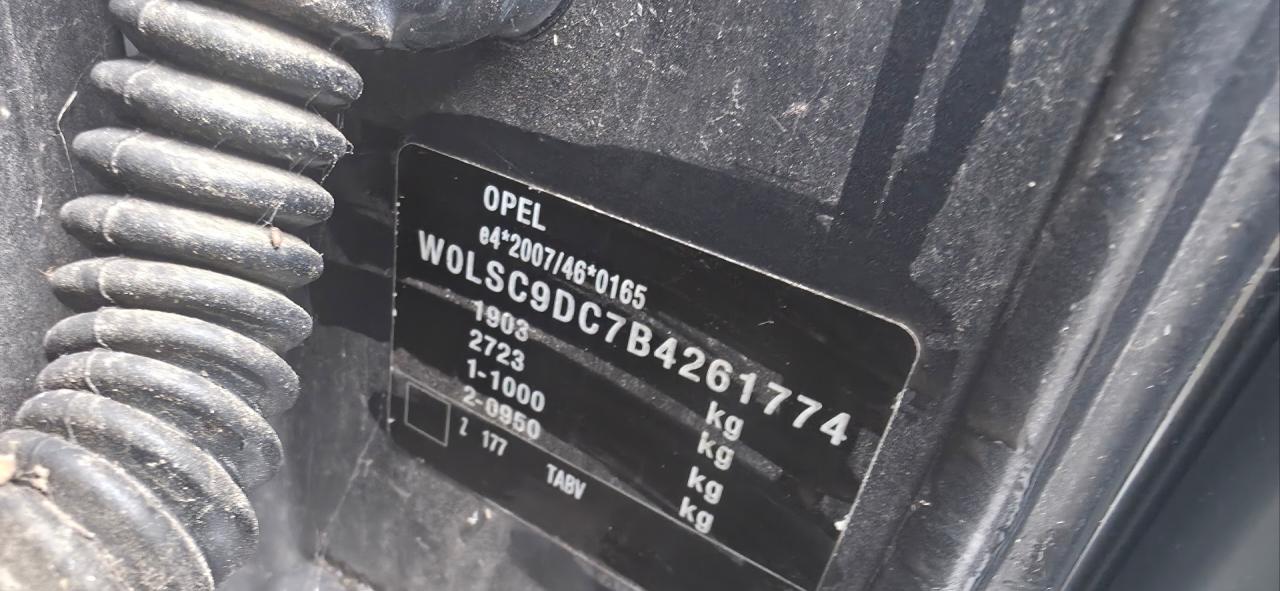 OPEL
e4*2007/46*0165
W0LSC9DC7B4261774
1903 kg
2723 kg
1-1000 kg
2-0950 kg
Z 177 TABV